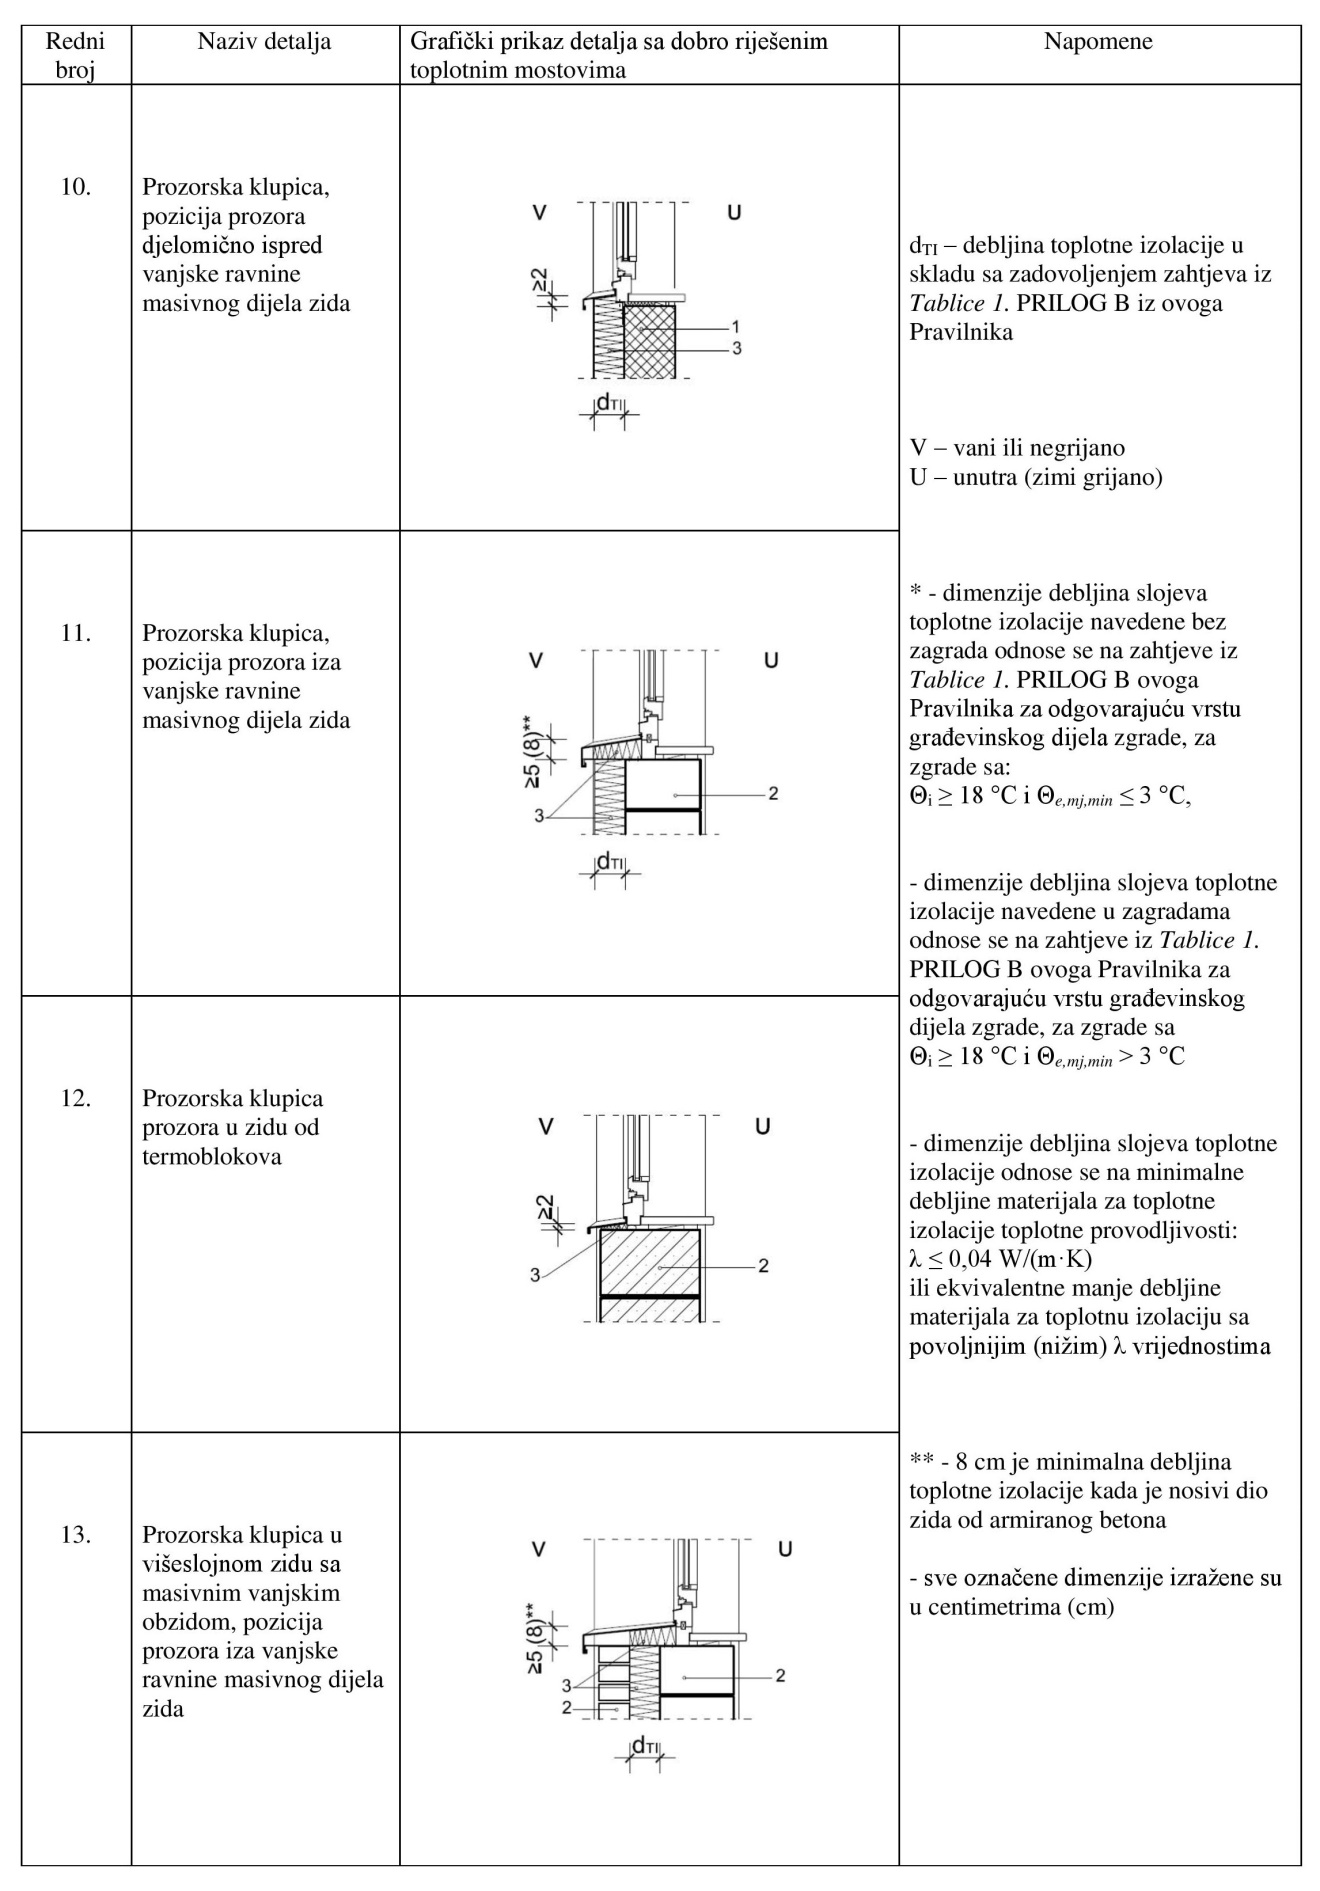 Redni
broj
Naziv detalja
Grafički prikaz detalja sa dobro riješenim
toplotnim mostovima
Napomene
10.
Prozorska klupica,
pozicija prozora
djelomično ispred
vanjske ravnine
masivnog dijela zida
V
U
≥2
1
3
dTI
11.
Prozorska klupica,
pozicija prozora iza
vanjske ravnine
masivnog dijela zida
V
U
≥5 (8)**
2
3
dTI
12.
Prozorska klupica
prozora u zidu od
termoblokova
V
U
≥2
3
2
13.
Prozorska klupica u
višeslojnom zidu sa
masivnim vanjskim
obzidom, pozicija
prozora iza vanjske
ravnine masivnog dijela
zida
V
U
≥5 (8)**
3
2
2
dTI
dTI – debljina toplotne izolacije u
skladu sa zadovoljenjem zahtjeva iz
Tablice 1. PRILOG B iz ovoga
Pravilnika
V – vani ili negrijano
U – unutra (zimi grijano)
* - dimenzije debljina slojeva
toplotne izolacije navedene bez
zagrada odnose se na zahtjeve iz
Tablice 1. PRILOG B ovoga
Pravilnika za odgovarajuću vrstu
građevinskog dijela zgrade, za
zgrade sa:
Θi ≥ 18 °C i Θe,mj,min ≤ 3 °C,
- dimenzije debljina slojeva toplotne
izolacije navedene u zagradama
odnose se na zahtjeve iz Tablice 1.
PRILOG B ovoga Pravilnika za
odgovarajuću vrstu građevinskog
dijela zgrade, za zgrade sa
Θi ≥ 18 °C i Θe,mj,min > 3 °C
- dimenzije debljina slojeva toplotne
izolacije odnose se na minimalne
debljine materijala za toplotne
izolacije toplotne provodljivosti:
λ ≤ 0,04 W/(m·K)
ili ekvivalentne manje debljine
materijala za toplotnu izolaciju sa
povoljnijim (nižim) λ vrijednostima
** - 8 cm je minimalna debljina
toplotne izolacije kada je nosivi dio
zida od armiranog betona
- sve označene dimenzije izražene su
u centimetrima (cm)